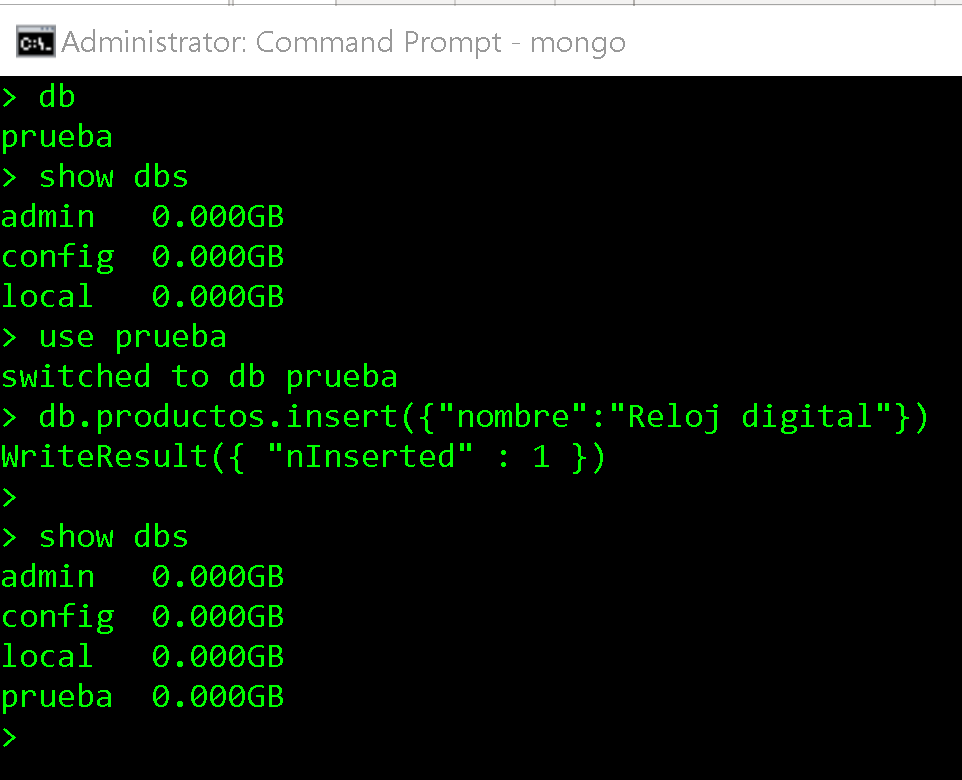 Administrator: Command Prompt - mongo
> db
prueba
> show dbs
admin   0.000GB
config  0.000GB
local   0.000GB
> use prueba
switched to db prueba
> db.productos.insert({"nombre":"Reloj digital"})
WriteResult({ "nInserted" : 1 })
>
> show dbs
admin   0.000GB
config  0.000GB
local   0.000GB
prueba  0.000GB
>